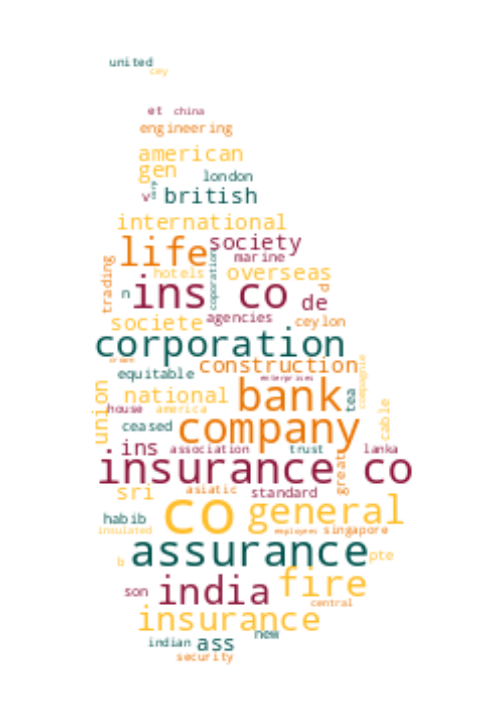 united
cey
et china
engineering
american
gen london
v british
international
life society
marine
trading hotels overseas
n ins co de d
corporation
societe agencies ceylon
corporation
construction
equitable enterprises
compagnie
union national bank tea
house america cable
ceased company
ins association trust lanka
insurance co
great
sri asiatic standard
co general
habib
insulated employees singapore
assurance pte
b
india fire
son central
insurance
new
indian ass
security